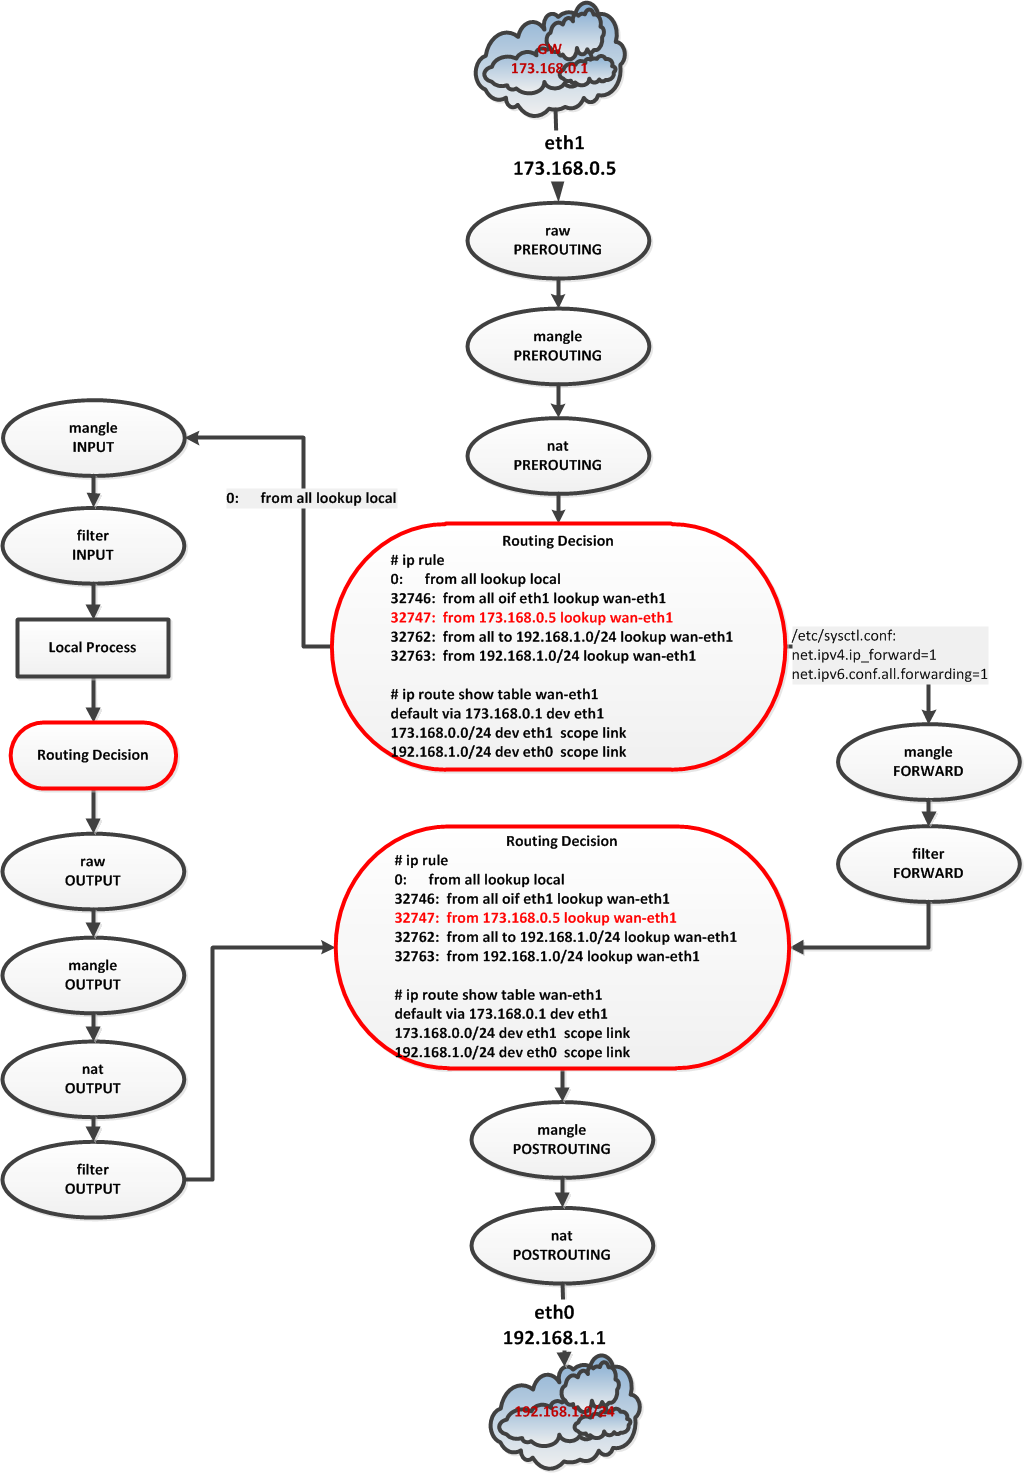 GW
173.168.0.1
eth1
173.168.0.5
raw
PREROUTING
mangle
PREROUTING
nat
PREROUTING
mangle
INPUT
0: from all lookup local
filter
INPUT
Local Process
Routing Decision
raw
OUTPUT
mangle
OUTPUT
nat
OUTPUT
filter
OUTPUT
Routing Decision
# ip rule
0: from all lookup local
32746: from all oif eth1 lookup wan-eth1
32747: from 173.168.0.5 lookup wan-eth1
32762: from all to 192.168.1.0/24 lookup wan-eth1
32763: from 192.168.1.0/24 lookup wan-eth1
# ip route show table wan-eth1
default via 173.168.0.1 dev eth1
173.168.0.0/24 dev eth1 scope link
192.168.1.0/24 dev eth0 scope link
/etc/sysctl.conf:
net.ipv4.ip_forward=1
net.ipv6.conf.all.forwarding=1
mangle
FORWARD
filter
FORWARD
Routing Decision
# ip rule
0: from all lookup local
32746: from all oif eth1 lookup wan-eth1
32747: from 173.168.0.5 lookup wan-eth1
32762: from all to 192.168.1.0/24 lookup wan-eth1
32763: from 192.168.1.0/24 lookup wan-eth1
# ip route show table wan-eth1
default via 173.168.0.1 dev eth1
173.168.0.0/24 dev eth1 scope link
192.168.1.0/24 dev eth0 scope link
mangle
POSTROUTING
nat
POSTROUTING
eth0
192.168.1.1
192.168.1.0/24